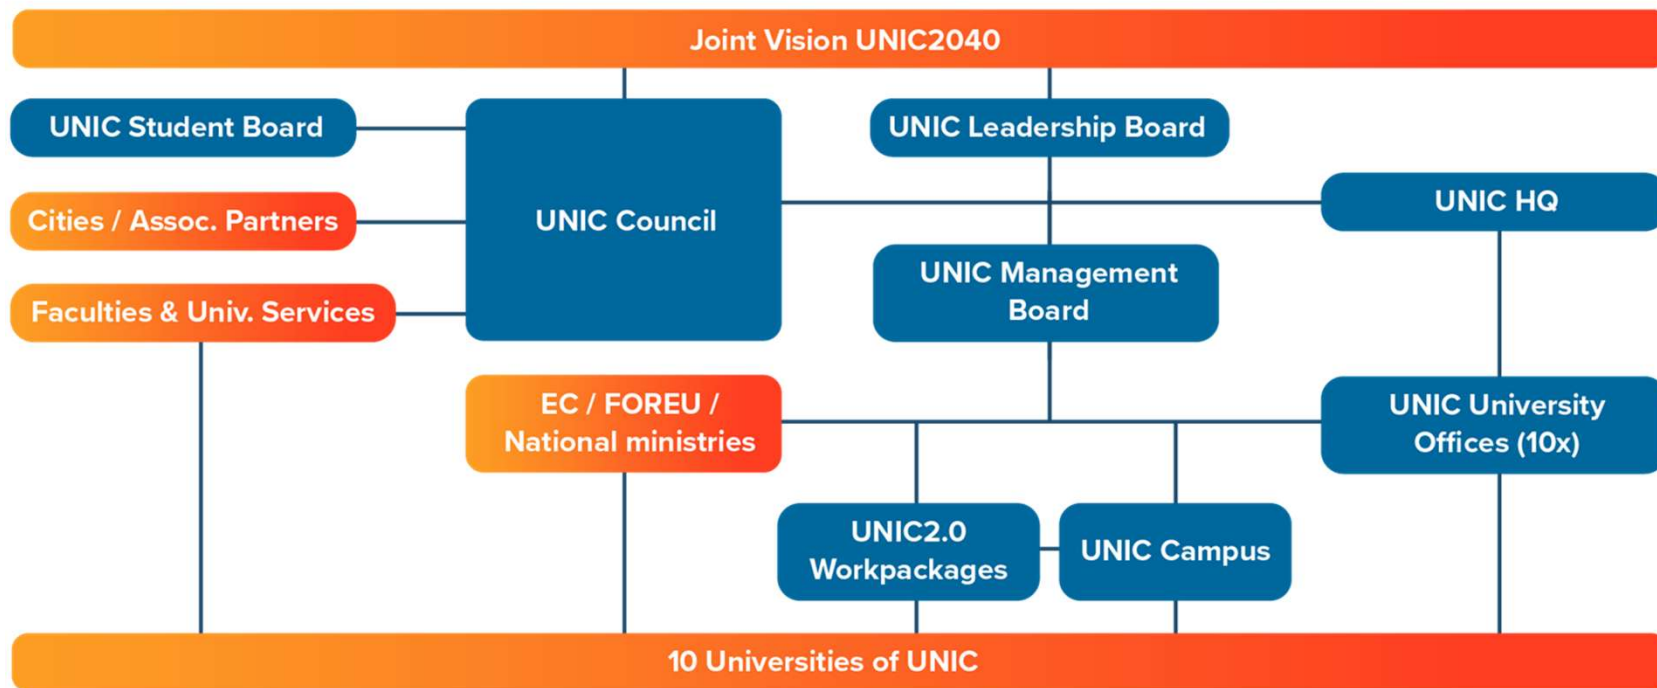 Joint Vision UNIC2040
UNIC Student Board
Cities / Assoc. Partners
Faculties & Univ. Services
UNIC Council
UNIC Leadership Board
UNIC HQ
UNIC Management
Board
EC / FOREU /
National ministries
UNIC University
Offices (10x)
UNIC2.0
Workpackages
UNIC Campus
10 Universities of UNIC